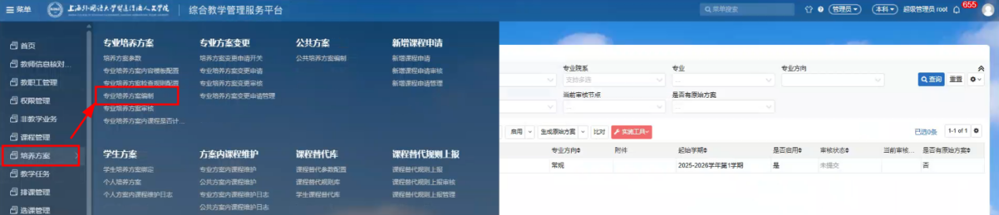 菜单 上海外国语大学贤达经济人文学院 综合教学管理服务平台 菜单搜索 管理员 本科 超级管理员 root 655
首页
教师信息核对...
教职工管理
权限管理
非教学业务
课程管理
培养方案
教学任务
排课管理
选课管理
专业培养方案
培养方案参数
专业培养方案内容模板配置
专业培养方案检查规则配置
专业培养方案编制
专业培养方案审核
专业培养方案内课程是否计...
专业方案变更
培养方案变更申请开关
专业培养方案变更申请
专业培养方案变更审核
专业培养方案变更申请管理
公共方案
公共培养方案编制
新增课程申请
新增课程申请
新增课程申请审核
新增课程申请管理
学生方案
学生培养方案绑定
个人培养方案
个人方案内课程维护日志
方案内课程维护
专业方案内课程维护
公共方案内课程维护
专业方案内课程维护日志
公共方案内课程维护日志
课程替代库
课程替代参数配置
课程替代规则库
学生课程替代库
课程替代规则上报
课程替代规则上报
课程替代规则上报审核
课程替代规则上报管理
专业院系 专业 专业方向
支持多选 ... 查询 重置
当前审核节点 是否有原始方案
... ...
启用 生成原始方案 比对 实施工具 已选0条 1-1 of 1
专业方向 附件 起始学期 是否启用 审核状态 当前审核... 是否有原始方案
常规 2025-2026学年第1学期 是 未提交 否